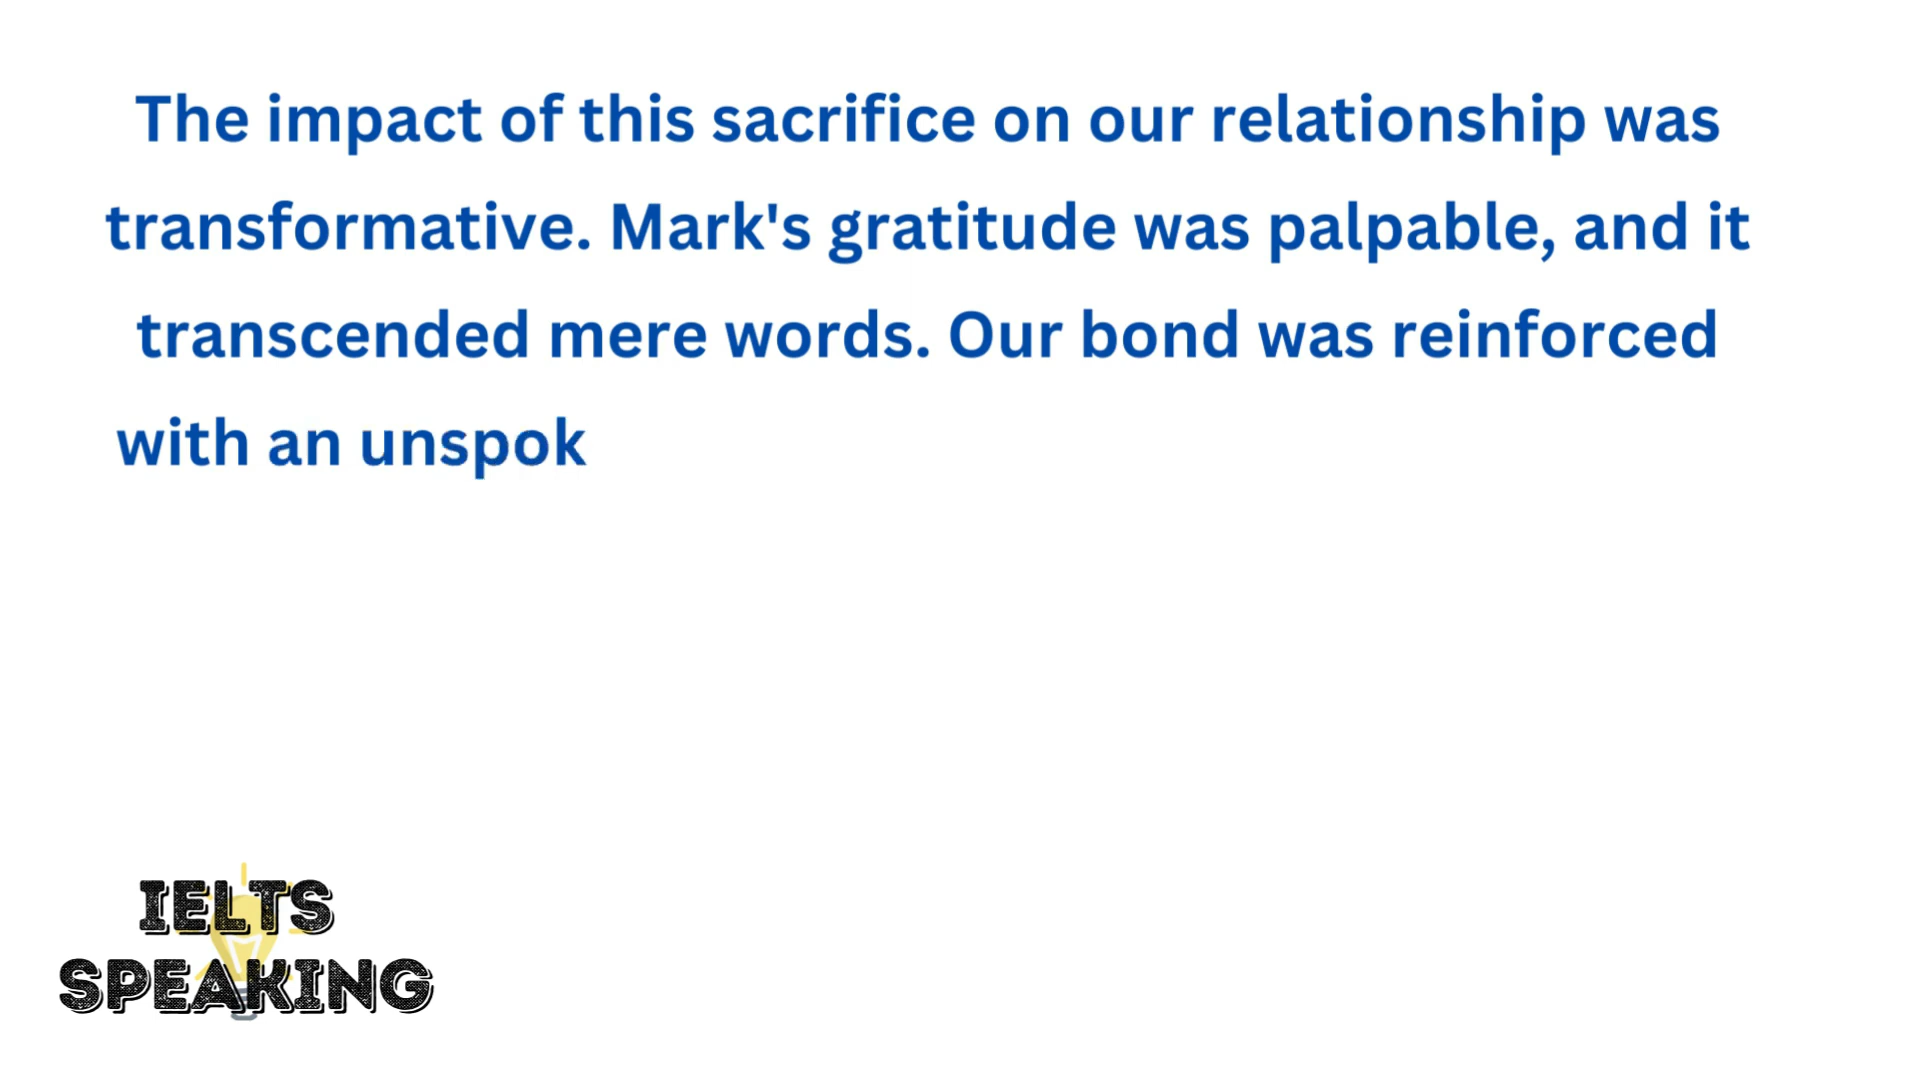 The impact of this sacrifice on our relationship was
transformative. Mark's gratitude was palpable, and it
transcended mere words. Our bond was reinforced
with an unspok
IELTS
SPEAKING